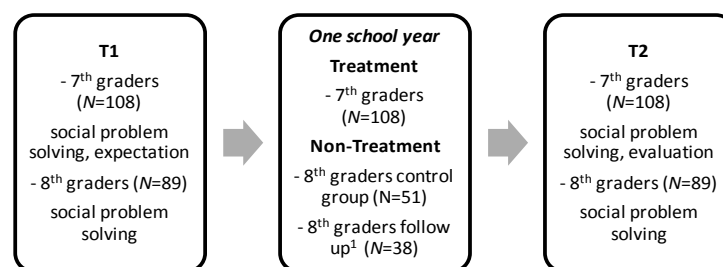 T1
- 7th graders
(N=108)
social problem
solving, expectation
- 8th graders (N=89)
social problem
solving
One school year
Treatment
- 7th graders
(N=108)
Non-Treatment
- 8th graders control
group (N=51)
- 8th graders follow
up1 (N=38)
T2
- 7th graders
(N=108)
social problem
solving, evaluation
- 8th graders (N=89)
social problem
solving